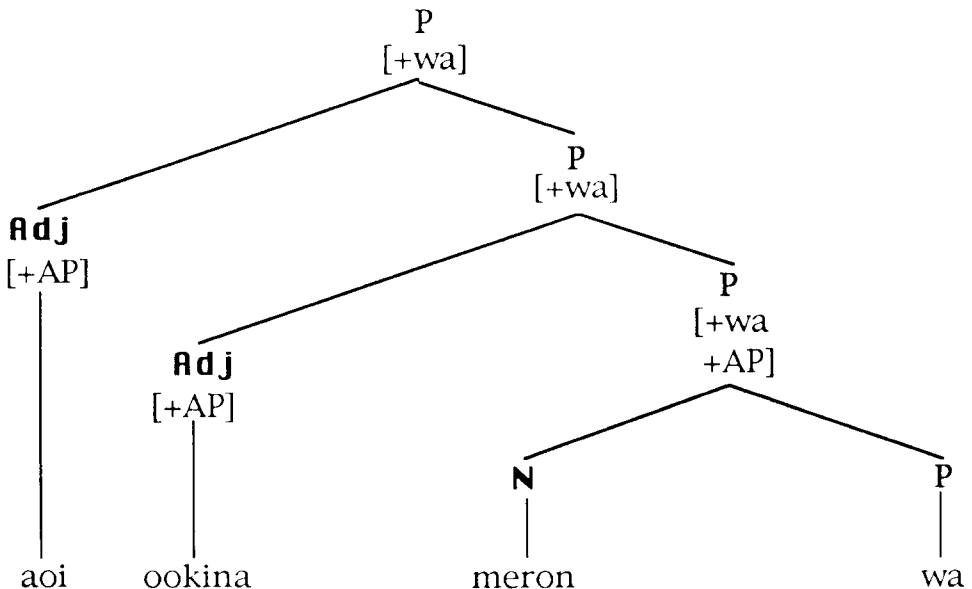 P
[+wa]
P
[+wa]
Adj
[+AP]
P
[+wa
+AP]
Adj
[+AP]
N
P
aoi ookina meron wa